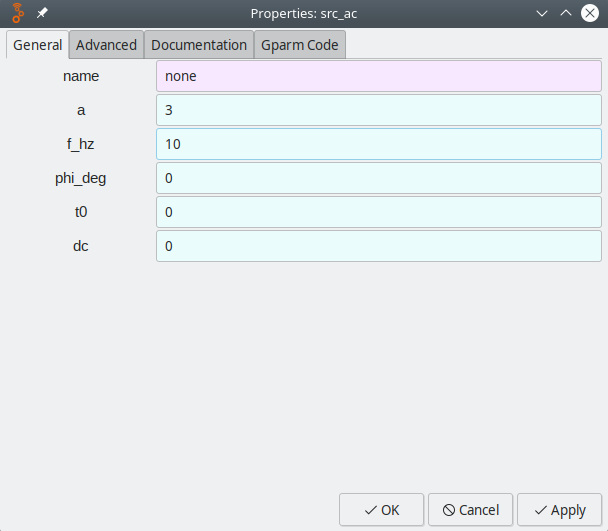 Properties: src_ac
General Advanced Documentation Gparm Code
name none
a 3
f_hz 10
phi_deg 0
t0 0
dc 0
OK Cancel Apply